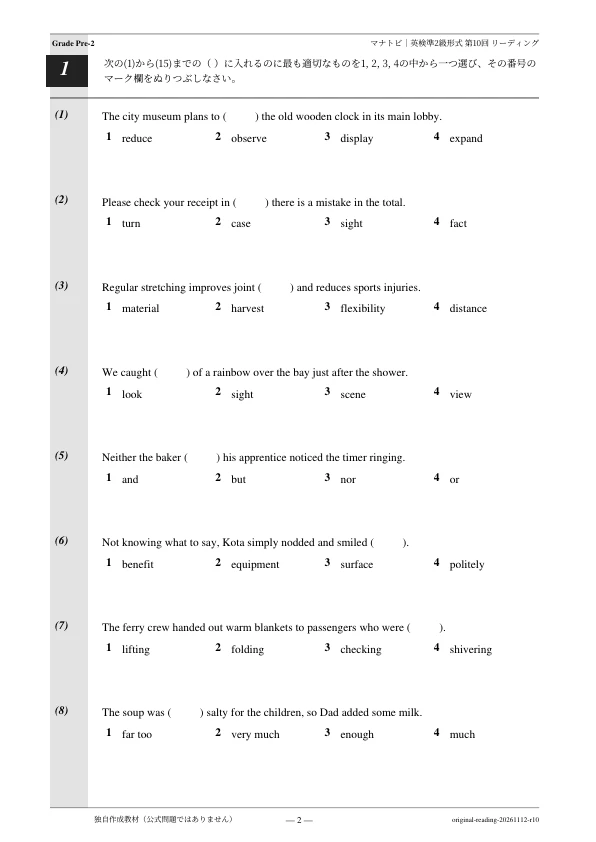 Grade Pre-2 マナトビ｜英検準2級形式 第10回 リーディング
1 次の(1)から(15)までの（ ）に入れるのに最も適切なものを1, 2, 3, 4の中から一つ選び、その番号の
マーク欄をぬりつぶしなさい。
(1) The city museum plans to ( ) the old wooden clock in its main lobby.
1 reduce 2 observe 3 display 4 expand
(2) Please check your receipt in ( ) there is a mistake in the total.
1 turn 2 case 3 sight 4 fact
(3) Regular stretching improves joint ( ) and reduces sports injuries.
1 material 2 harvest 3 flexibility 4 distance
(4) We caught ( ) of a rainbow over the bay just after the shower.
1 look 2 sight 3 scene 4 view
(5) Neither the baker ( ) his apprentice noticed the timer ringing.
1 and 2 but 3 nor 4 or
(6) Not knowing what to say, Kota simply nodded and smiled ( ).
1 benefit 2 equipment 3 surface 4 politely
(7) The ferry crew handed out warm blankets to passengers who were ( ).
1 lifting 2 folding 3 checking 4 shivering
(8) The soup was ( ) salty for the children, so Dad added some milk.
1 far too 2 very much 3 enough 4 much
独自作成教材（公式問題ではありません） — 2 — original-reading-20261112-r10